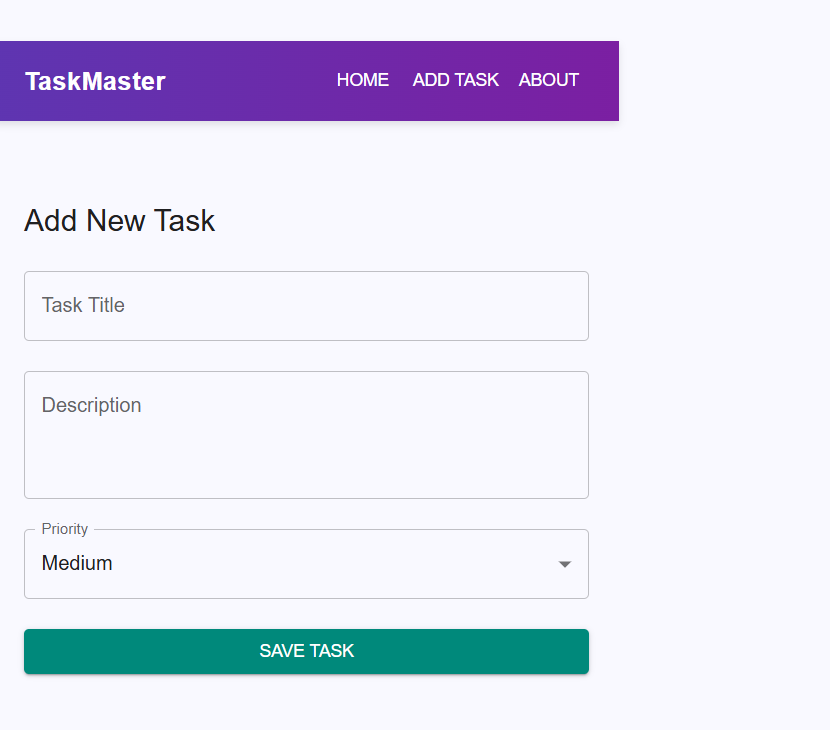 TaskMaster HOME ADD TASK ABOUT
Add New Task
Task Title
Description
Priority
Medium
SAVE TASK